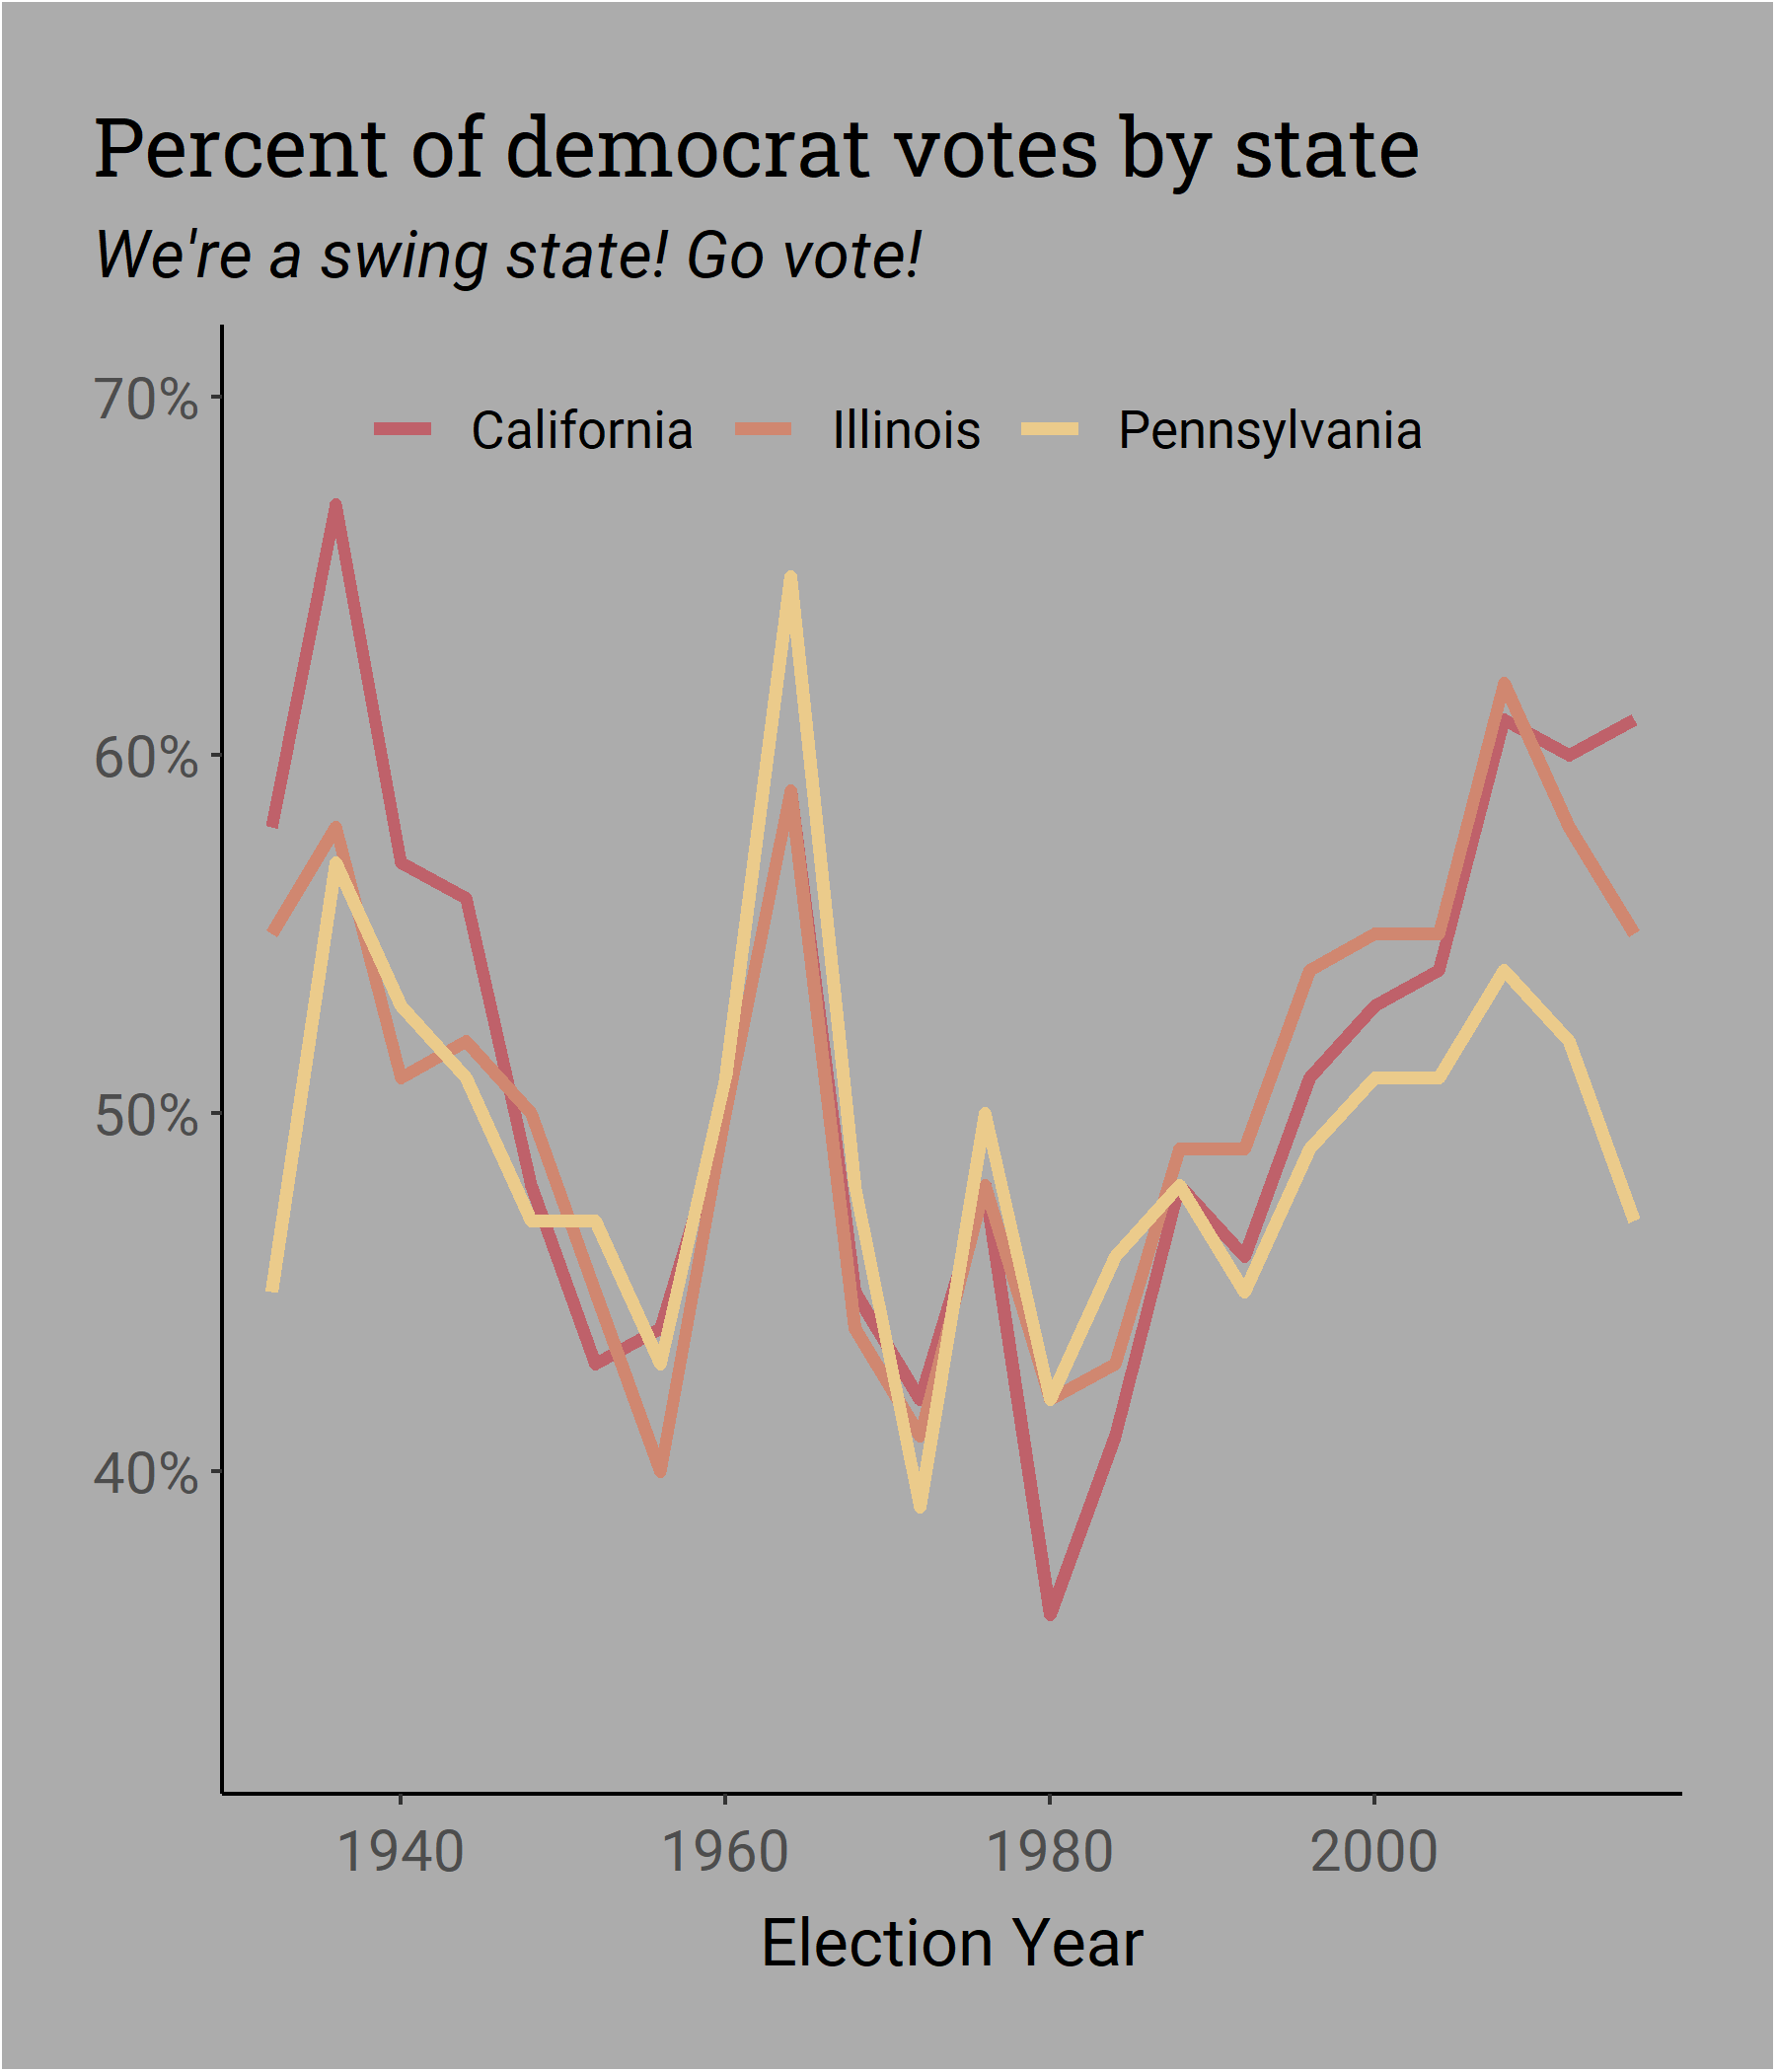 Percent of democrat votes by state
We're a swing state! Go vote!
70%
California Illinois Pennsylvania
60%
50%
40%
1940 1960 1980 2000
Election Year